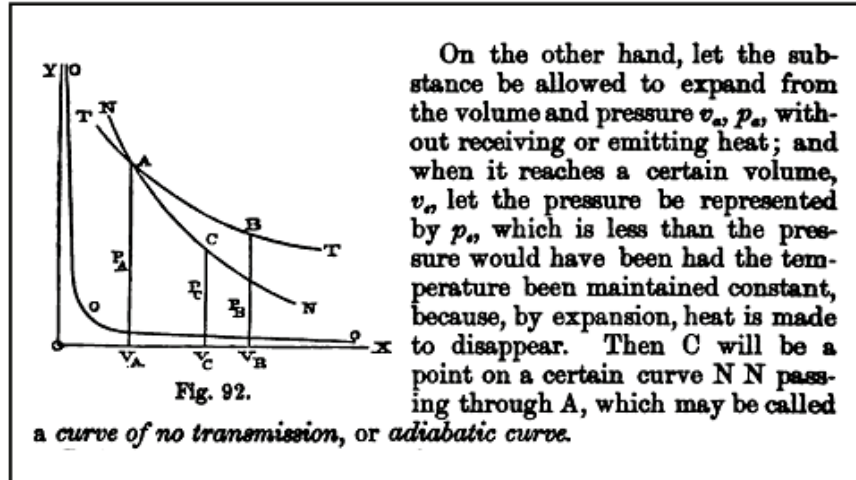 On the other hand, let the sub-
stance be allowed to expand from
the volume and pressure vₐ, pₐ, with-
out receiving or emitting heat; and
when it reaches a certain volume,
v꜀, let the pressure be represented
by p꜀, which is less than the pres-
sure would have been had the tem-
perature been maintained constant,
because, by expansion, heat is made
to disappear. Then C will be a
point on a certain curve N N pass-
ing through A, which may be called
a curve of no transmission, or adiabatic curve.
Y O
N
T
A
B
C
T
P_A
P_C
P_B
N
O
O
O
X
V_A V_C V_B
Fig. 92.